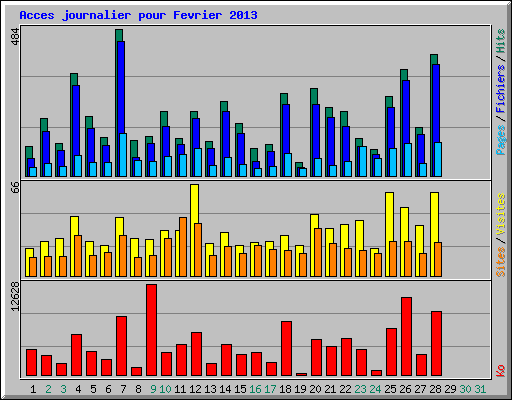 Acces journalier pour Fevrier 2013
484
Pages/Fichiers/Hits
66
Sites/visites
12628
Ko
1 2 3 4 5 6 7 8 9 10 11 12 13 14 15 16 17 18 19 20 21 22 23 24 25 26 27 28 29 30 31